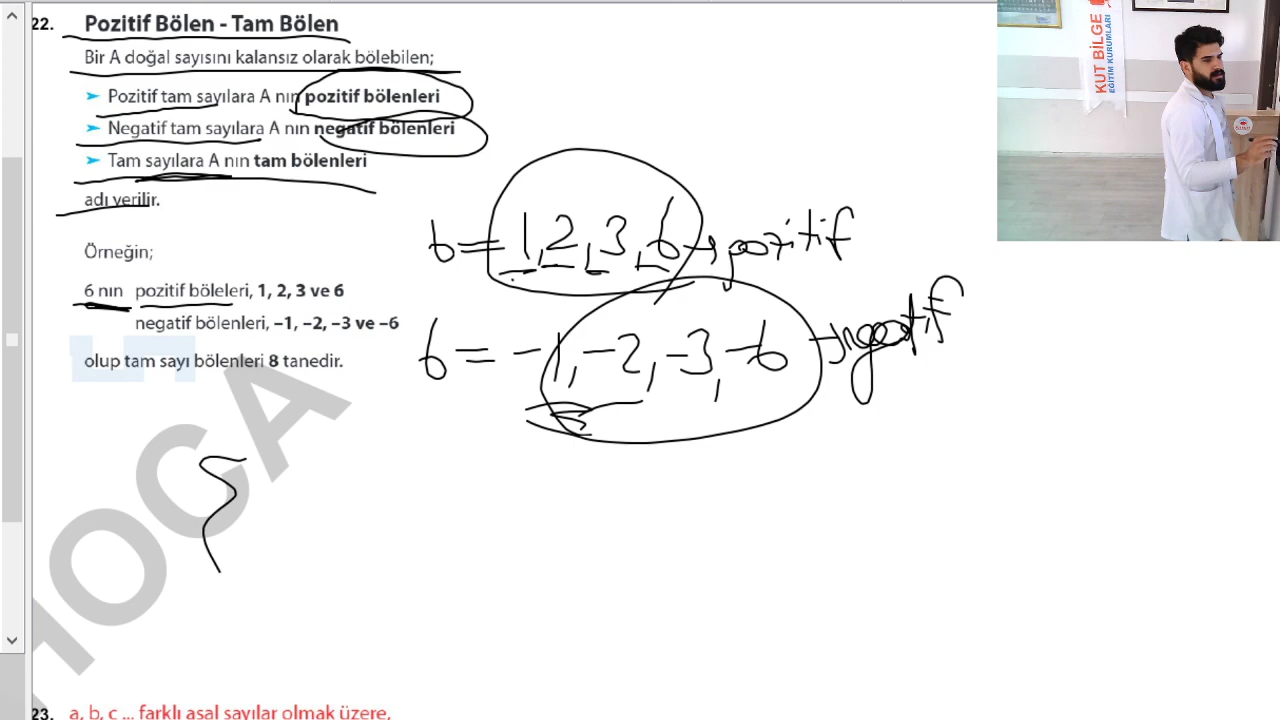 22. Pozitif Bölen - Tam Bölen
Bir A doğal sayısını kalansız olarak bölebilen;
➤ Pozitif tam sayılara A nın pozitif bölenleri
➤ Negatif tam sayılara A nın negatif bölenleri
➤ Tam sayılara A nın tam bölenleri
adı verilir.
Örneğin;
6 nın pozitif böleleri, 1, 2, 3 ve 6
negatif bölenleri, –1, –2, –3 ve –6
olup tam sayı bölenleri 8 tanedir.
6 = 1, 2, 3, 6 → pozitif
6 = -1, -2, -3, -6 →
HOCA
23. a, b, c ... farklı asal sayılar olmak üzere,
KUT BİLGE
EĞİTİM KURUMLARI